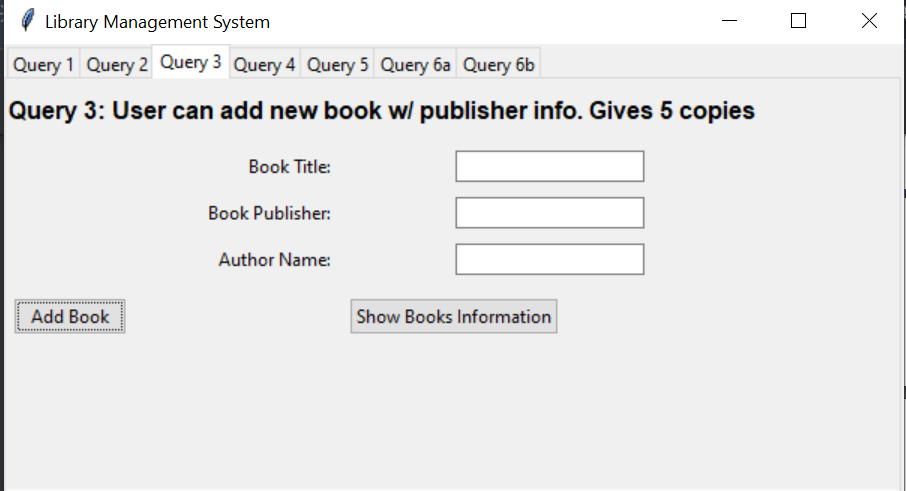 Library Management System
Query 1 Query 2 Query 3 Query 4 Query 5 Query 6a Query 6b
Query 3: User can add new book w/ publisher info. Gives 5 copies
Book Title:
Book Publisher:
Author Name:
Add Book Show Books Information